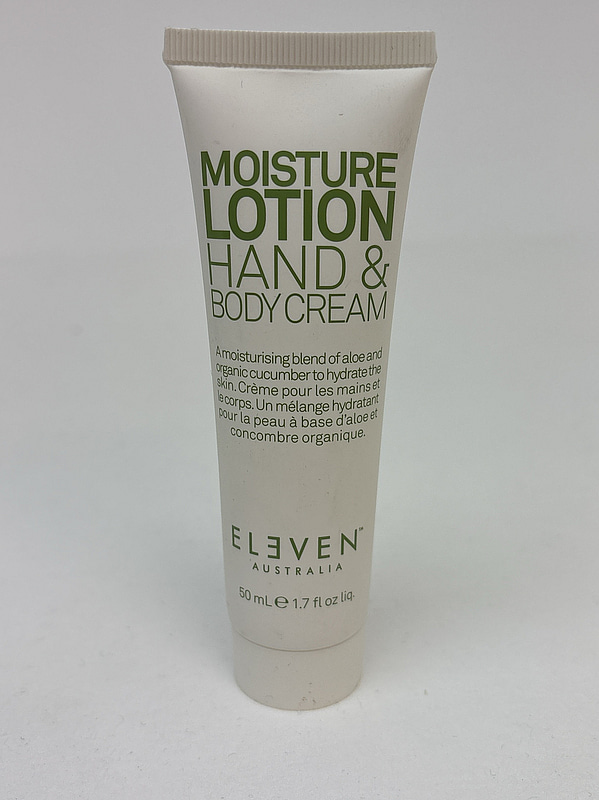 MOISTURE
LOTION
HAND &
BODY CREAM
A moisturising blend of aloe and
organic cucumber to hydrate the
skin. Crème pour les mains et
le corps. Un mélange hydratant
pour la peau à base d'aloe et
concombre organique.
ELEVEN™
AUSTRALIA
50 mL ℮ 1.7 fl oz liq.